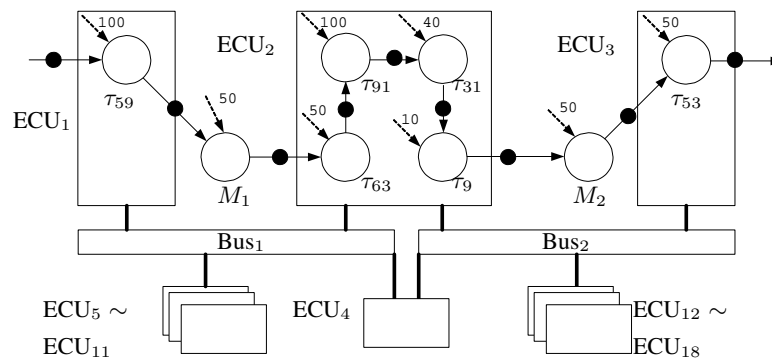 100
100
40
50
ECU₂
ECU₃
τ₅₉
τ₉₁
τ₃₁
τ₅₃
ECU₁
50
50
10
50
M₁
τ₆₃
τ₉
M₂
Bus₁
Bus₂
ECU₅ ~
ECU₁₁
ECU₄
ECU₁₂ ~
ECU₁₈